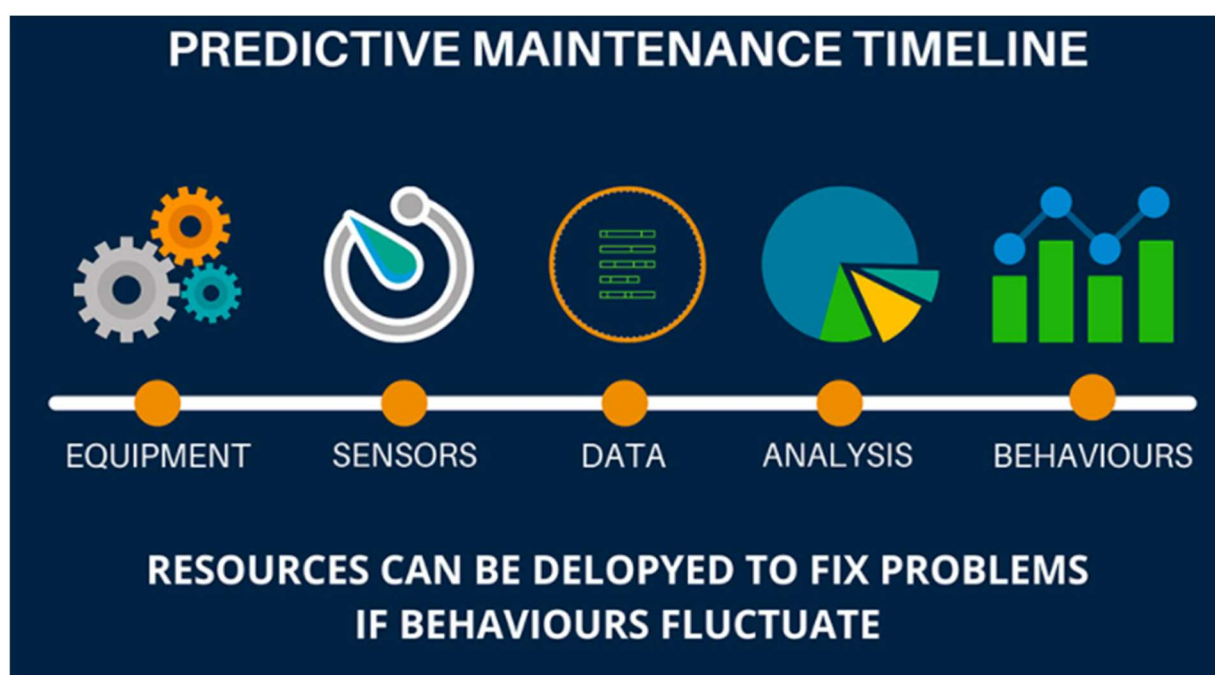 PREDICTIVE MAINTENANCE TIMELINE
EQUIPMENT
SENSORS
DATA
ANALYSIS
BEHAVIOURS
RESOURCES CAN BE DELOPYED TO FIX PROBLEMS
IF BEHAVIOURS FLUCTUATE